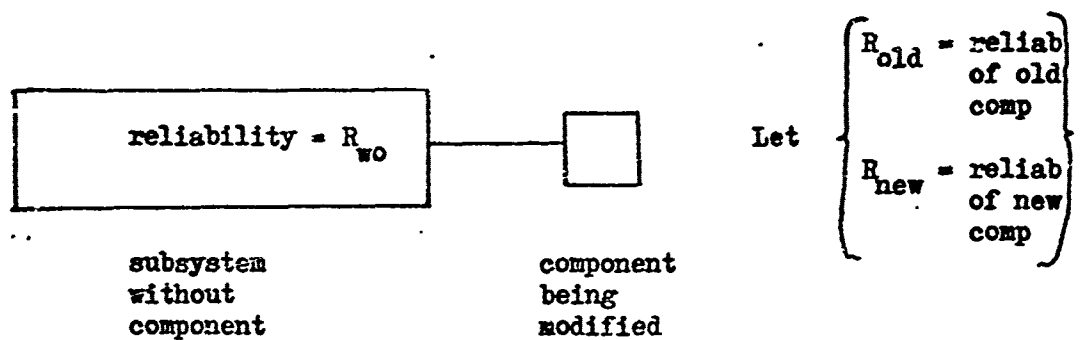 reliability = R_wo
subsystem
without
component
component
being
modified
Let
R_old = reliab
of old
comp
R_new = reliab
of new
comp